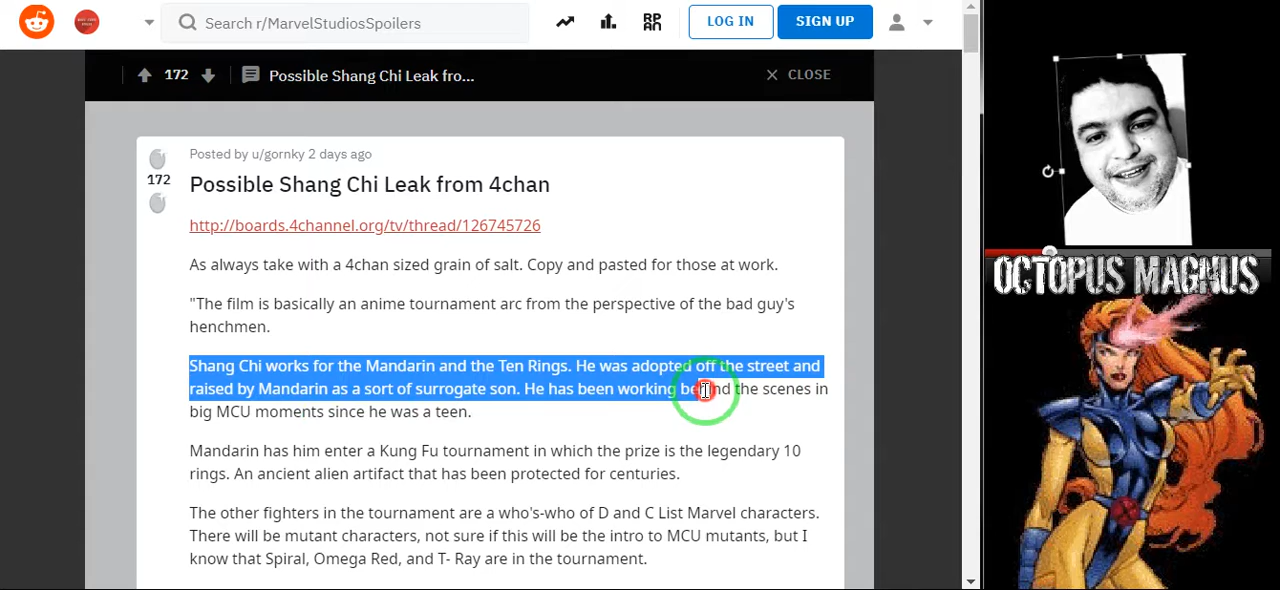 Search r/MarvelStudiosSpoilers
RPAN
LOG IN
SIGN UP
172
Possible Shang Chi Leak fro...
CLOSE
Posted by u/gornky 2 days ago
172
Possible Shang Chi Leak from 4chan
http://boards.4channel.org/tv/thread/126745726
As always take with a 4chan sized grain of salt. Copy and pasted for those at work.
"The film is basically an anime tournament arc from the perspective of the bad guy's
henchmen.
Shang Chi works for the Mandarin and the Ten Rings. He was adopted off the street and
raised by Mandarin as a sort of surrogate son. He has been working behind the scenes in
big MCU moments since he was a teen.
Mandarin has him enter a Kung Fu tournament in which the prize is the legendary 10
rings. An ancient alien artifact that has been protected for centuries.
The other fighters in the tournament are a who's-who of D and C List Marvel characters.
There will be mutant characters, not sure if this will be the intro to MCU mutants, but I
know that Spiral, Omega Red, and T- Ray are in the tournament.
OCTOPUS MAGNUS